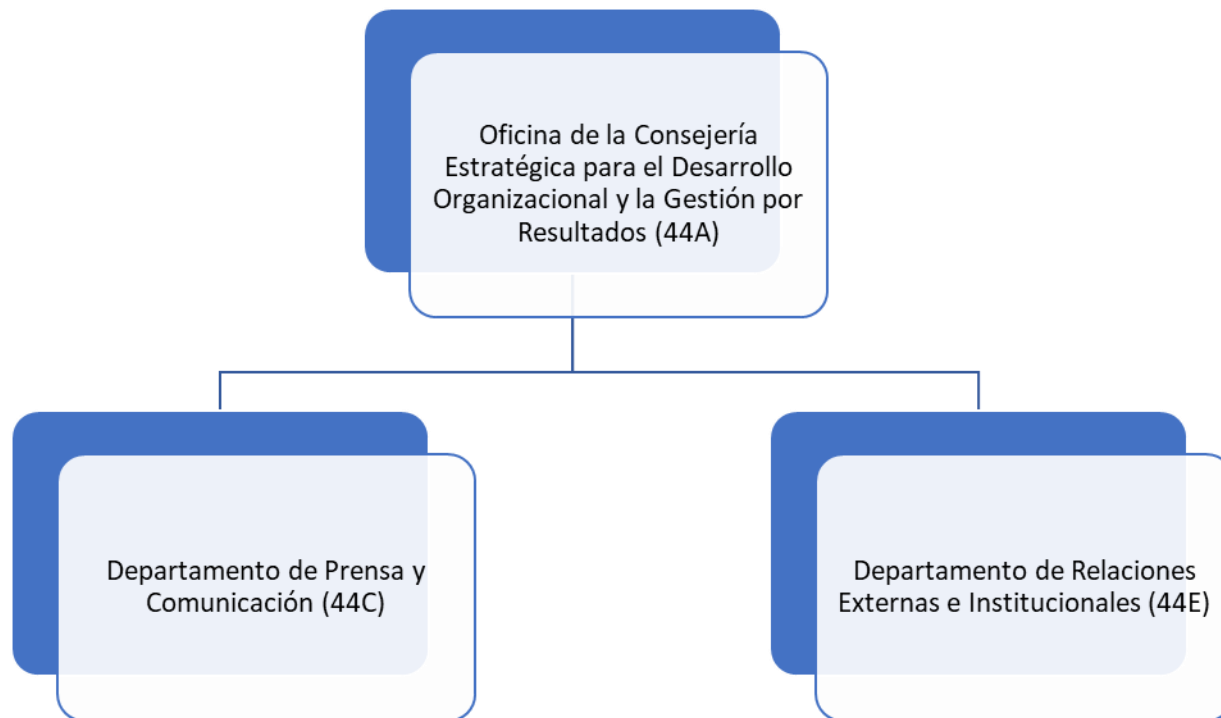 Oficina de la Consejería
Estratégica para el Desarrollo
Organizacional y la Gestión por
Resultados (44A)
Departamento de Prensa y
Comunicación (44C)
Departamento de Relaciones
Externas e Institucionales (44E)